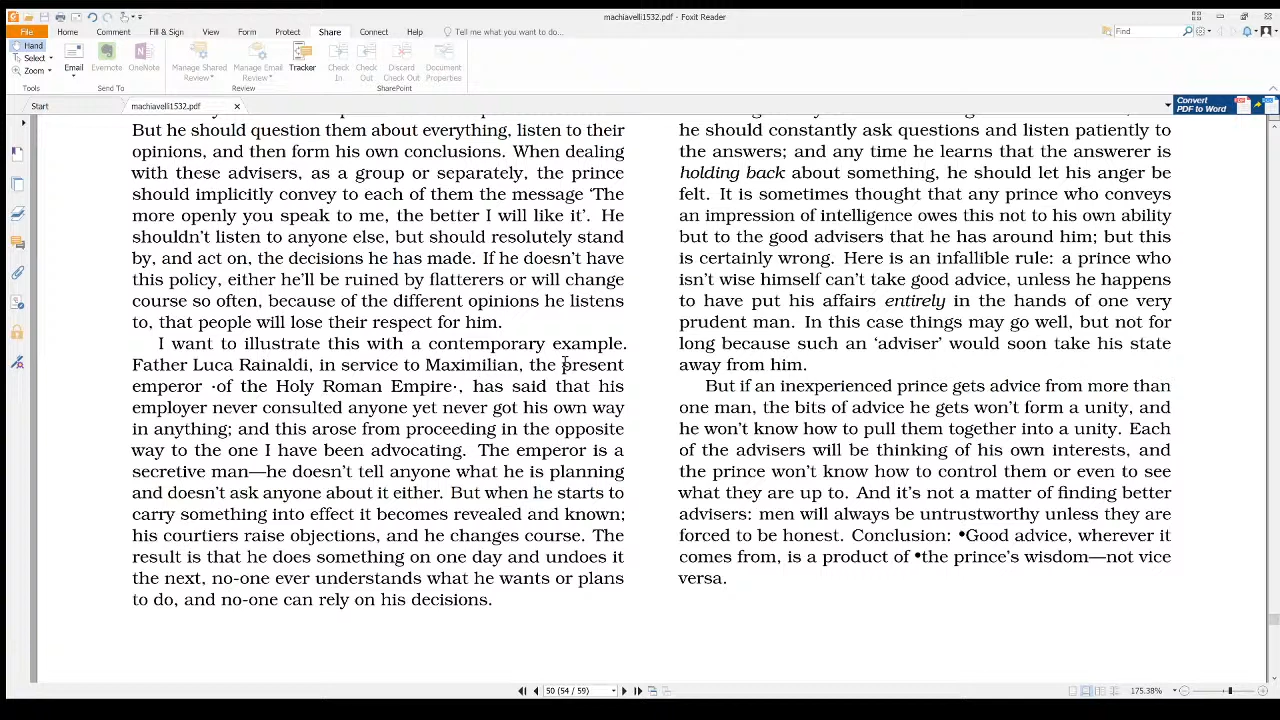 machiavelli1532.pdf - Foxit Reader
File Home Comment Fill & Sign View Form Protect Share Connect Help Tell me what you want to do... Find
Hand
Select
Zoom
Tools
Email Evernote OneNote
Send To
Manage Shared Review Manage Email Review Tracker
Review
Check In Check Out Discard Check Out Document Properties
SharePoint
Start machiavelli1532.pdf
Convert PDF to Word
But he should question them about everything, listen to their
opinions, and then form his own conclusions. When dealing
with these advisers, as a group or separately, the prince
should implicitly convey to each of them the message ‘The
more openly you speak to me, the better I will like it’. He
shouldn’t listen to anyone else, but should resolutely stand
by, and act on, the decisions he has made. If he doesn’t have
this policy, either he’ll be ruined by flatterers or will change
course so often, because of the different opinions he listens
to, that people will lose their respect for him.
I want to illustrate this with a contemporary example.
Father Luca Rainaldi, in service to Maximilian, the present
emperor ·of the Holy Roman Empire·, has said that his
employer never consulted anyone yet never got his own way
in anything; and this arose from proceeding in the opposite
way to the one I have been advocating. The emperor is a
secretive man—he doesn’t tell anyone what he is planning
and doesn’t ask anyone about it either. But when he starts to
carry something into effect it becomes revealed and known;
his courtiers raise objections, and he changes course. The
result is that he does something on one day and undoes it
the next, no-one ever understands what he wants or plans
to do, and no-one can rely on his decisions.
he should constantly ask questions and listen patiently to
the answers; and any time he learns that the answerer is
holding back about something, he should let his anger be
felt. It is sometimes thought that any prince who conveys
an impression of intelligence owes this not to his own ability
but to the good advisers that he has around him; but this
is certainly wrong. Here is an infallible rule: a prince who
isn’t wise himself can’t take good advice, unless he happens
to have put his affairs entirely in the hands of one very
prudent man. In this case things may go well, but not for
long because such an ‘adviser’ would soon take his state
away from him.
But if an inexperienced prince gets advice from more than
one man, the bits of advice he gets won’t form a unity, and
he won’t know how to pull them together into a unity. Each
of the advisers will be thinking of his own interests, and
the prince won’t know how to control them or even to see
what they are up to. And it’s not a matter of finding better
advisers: men will always be untrustworthy unless they are
forced to be honest. Conclusion: •Good advice, wherever it
comes from, is a product of •the prince’s wisdom—not vice
versa.
50 (54 / 59) 175.38%